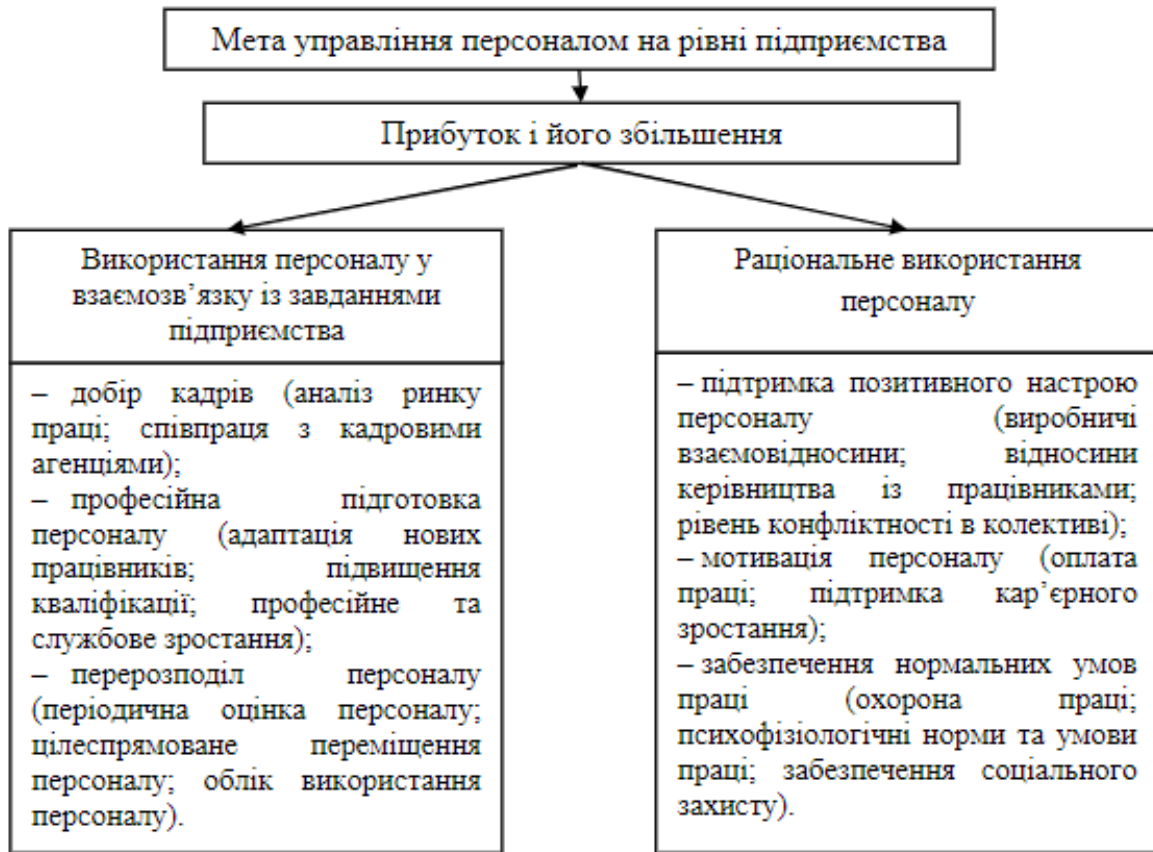 Мета управління персоналом на рівні підприємства
Прибуток і його збільшення
Використання персоналу у
взаємозв’язку із завданнями
підприємства
– добір кадрів (аналіз ринку
праці; співпраця з кадровими
агенціями);
– професійна підготовка
персоналу (адаптація нових
працівників; підвищення
кваліфікації; професійне та
службове зростання);
– перерозподіл персоналу
(періодична оцінка персоналу;
цілеспрямоване переміщення
персоналу; облік використання
персоналу).
Раціональне використання
персоналу
– підтримка позитивного настрою
персоналу (виробничі
взаємовідносини; відносини
керівництва із працівниками;
рівень конфліктності в колективі);
– мотивація персоналу (оплата
праці; підтримка кар’єрного
зростання);
– забезпечення нормальних умов
праці (охорона праці;
психофізіологічні норми та умови
праці; забезпечення соціального
захисту).